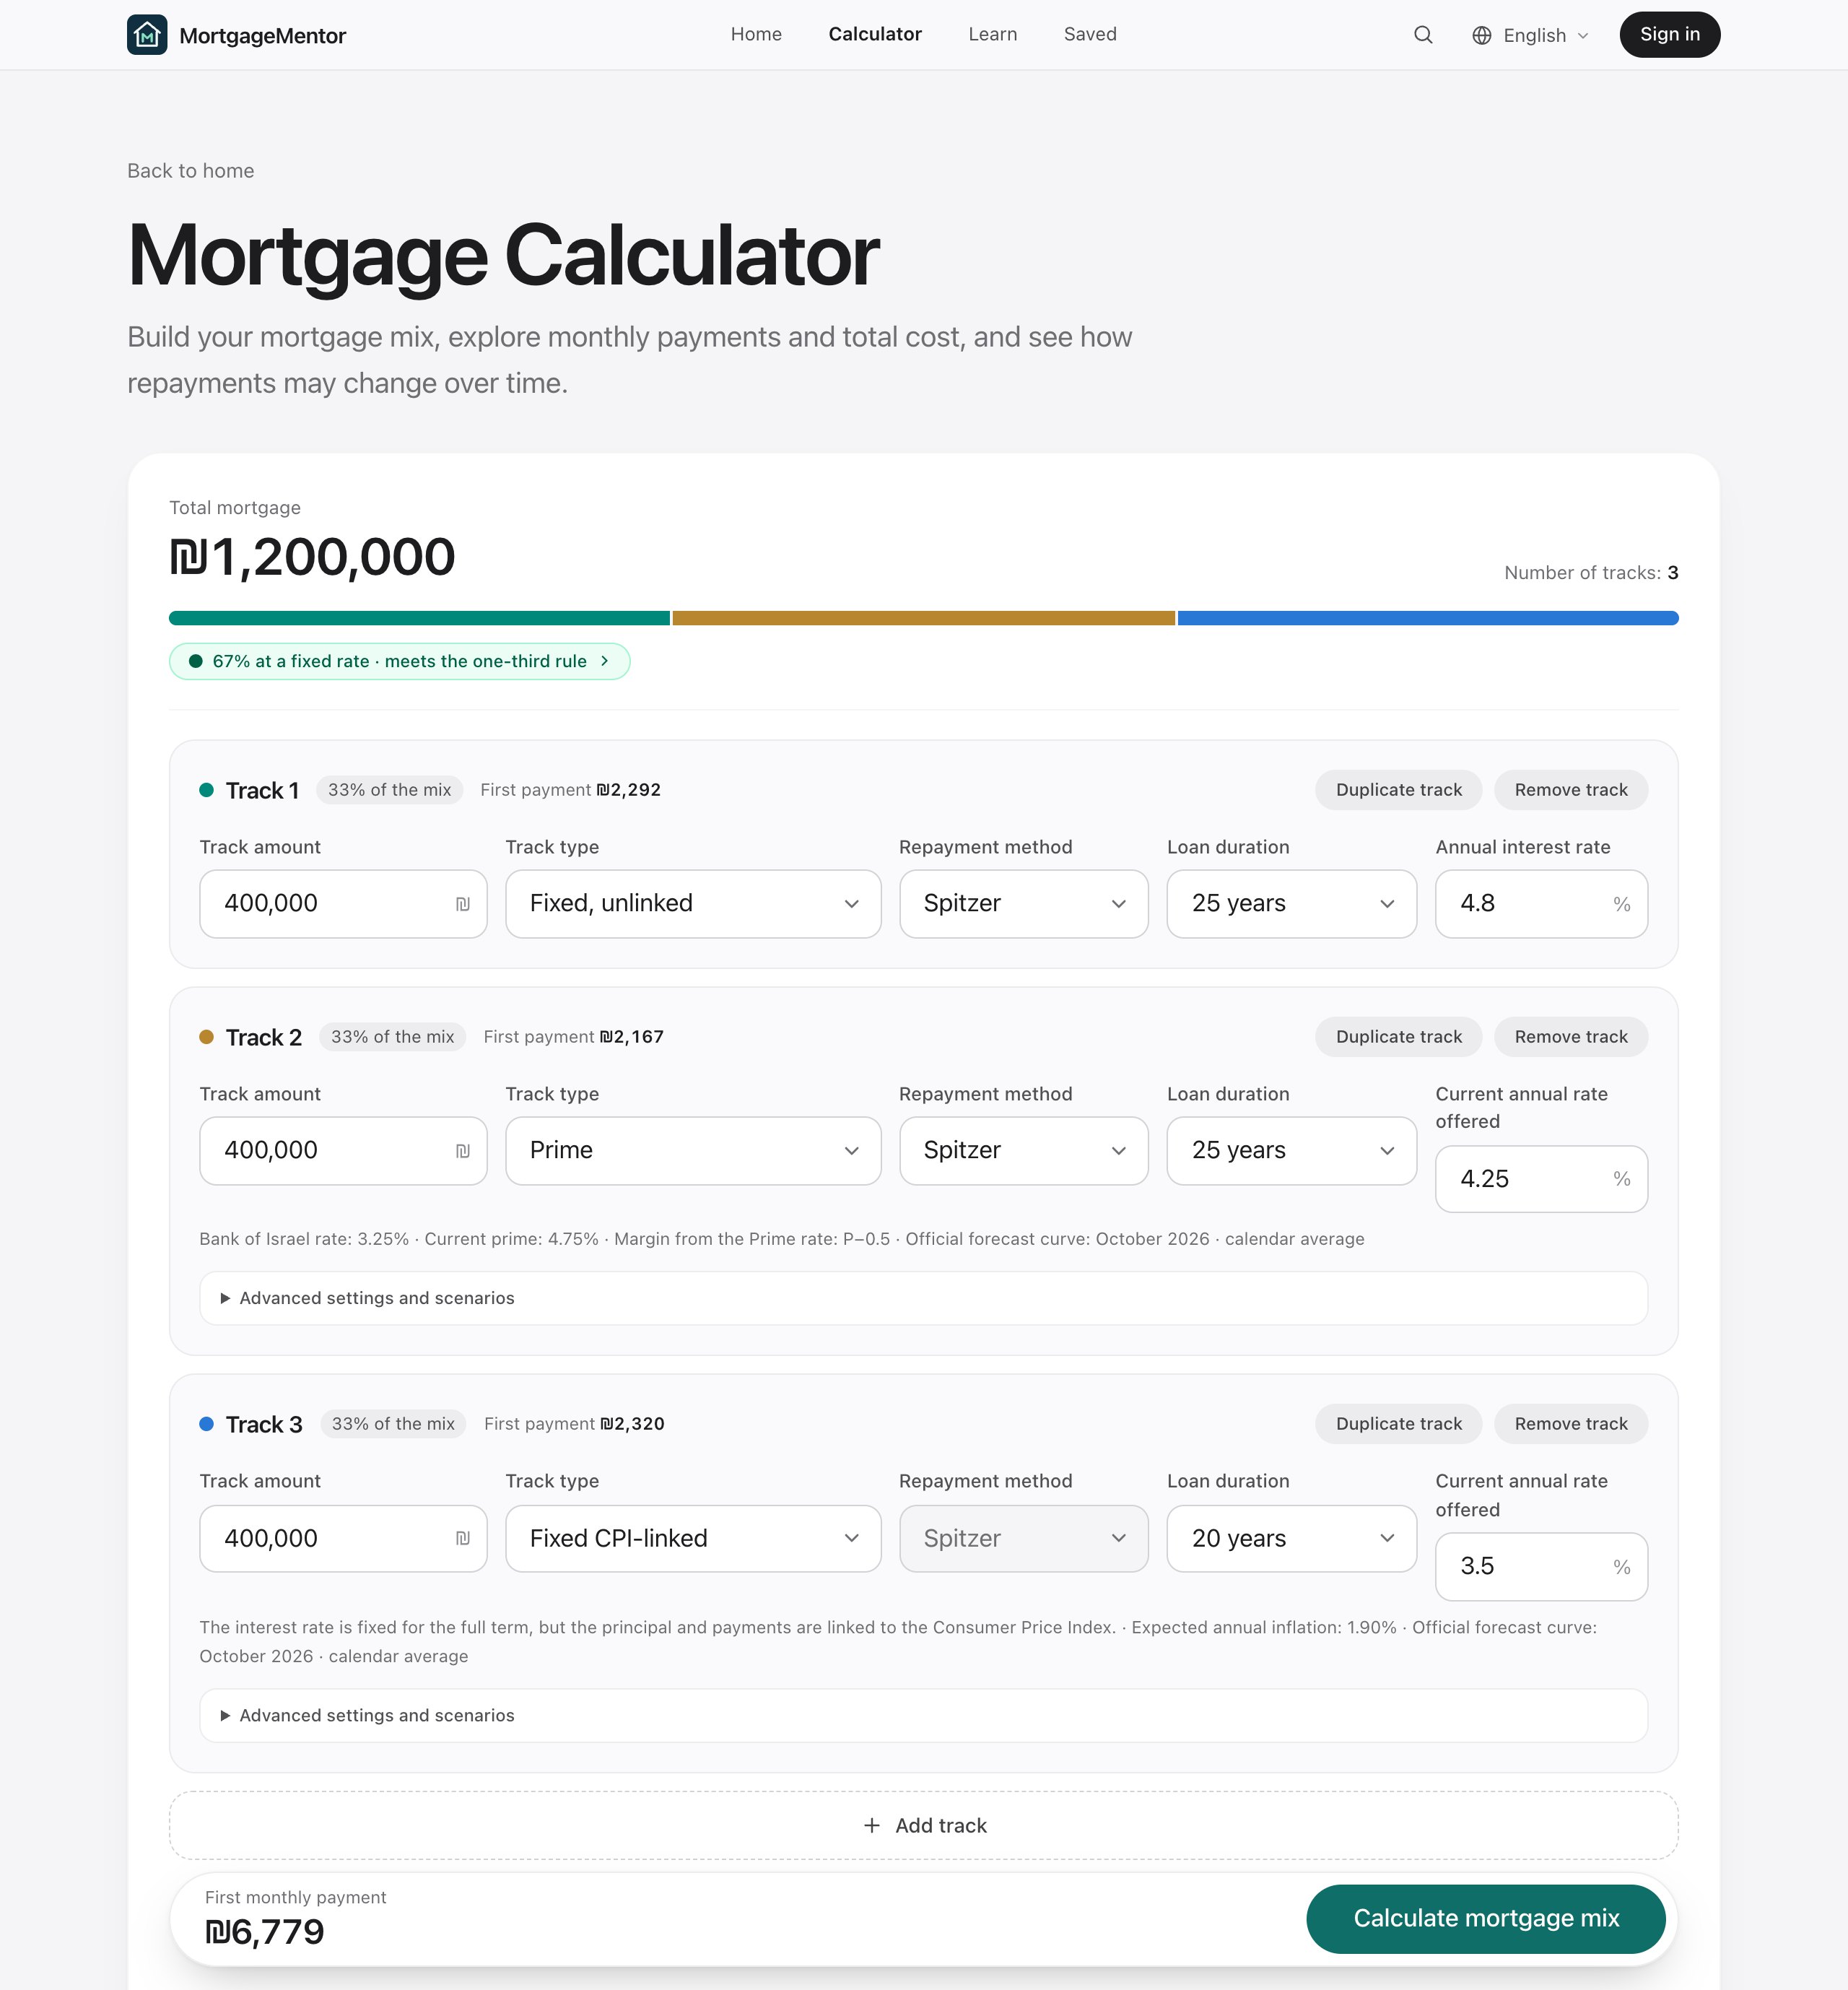 MortgageMentor
Home
Calculator
Learn
Saved
English
Sign in
Back to home
Mortgage Calculator
Build your mortgage mix, explore monthly payments and total cost, and see how
repayments may change over time.
Total mortgage
₪1,200,000
Number of tracks: 3
67% at a fixed rate · meets the one-third rule
Track 1
33% of the mix
First payment ₪2,292
Duplicate track
Remove track
Track amount
Track type
Repayment method
Loan duration
Annual interest rate
400,000 ₪
Fixed, unlinked
Spitzer
25 years
4.8 %
Track 2
33% of the mix
First payment ₪2,167
Duplicate track
Remove track
Track amount
Track type
Repayment method
Loan duration
Current annual rate
offered
400,000 ₪
Prime
Spitzer
25 years
4.25 %
Bank of Israel rate: 3.25% · Current prime: 4.75% · Margin from the Prime rate: P−0.5 · Official forecast curve: October 2026 · calendar average
Advanced settings and scenarios
Track 3
33% of the mix
First payment ₪2,320
Duplicate track
Remove track
Track amount
Track type
Repayment method
Loan duration
Current annual rate
offered
400,000 ₪
Fixed CPI-linked
Spitzer
20 years
3.5 %
The interest rate is fixed for the full term, but the principal and payments are linked to the Consumer Price Index. · Expected annual inflation: 1.90% · Official forecast curve:
October 2026 · calendar average
Advanced settings and scenarios
+ Add track
First monthly payment
₪6,779
Calculate mortgage mix